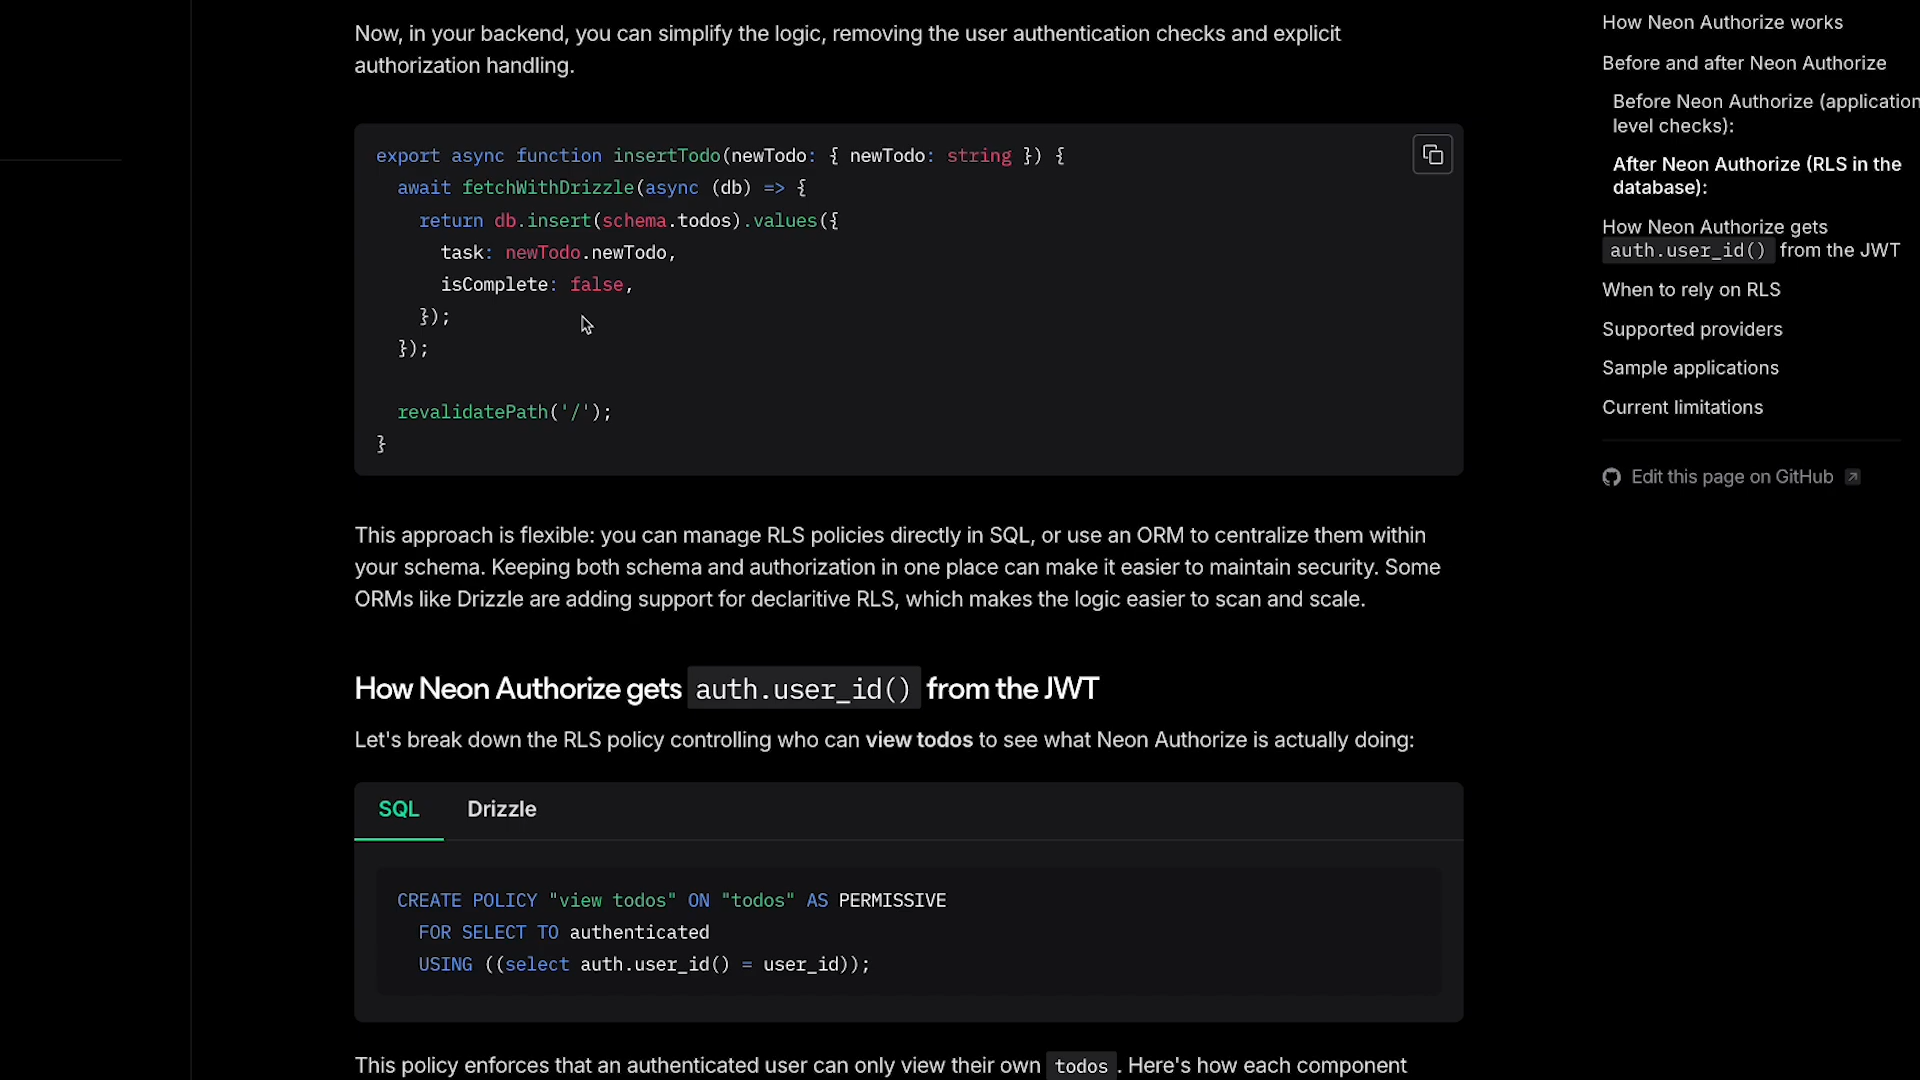 Now, in your backend, you can simplify the logic, removing the user authentication checks and explicit
authorization handling.
export async function insertTodo(newTodo: { newTodo: string }) {
  await fetchWithDrizzle(async (db) => {
    return db.insert(schema.todos).values({
      task: newTodo.newTodo,
      isComplete: false,
    });
  });
  revalidatePath('/');
}
This approach is flexible: you can manage RLS policies directly in SQL, or use an ORM to centralize them within
your schema. Keeping both schema and authorization in one place can make it easier to maintain security. Some
ORMs like Drizzle are adding support for declaritive RLS, which makes the logic easier to scan and scale.
How Neon Authorize gets auth.user_id() from the JWT
Let's break down the RLS policy controlling who can view todos to see what Neon Authorize is actually doing:
SQL Drizzle
CREATE POLICY "view todos" ON "todos" AS PERMISSIVE
  FOR SELECT TO authenticated
  USING ((select auth.user_id() = user_id));
This policy enforces that an authenticated user can only view their own todos. Here's how each component
How Neon Authorize works
Before and after Neon Authorize
Before Neon Authorize (application
level checks):
After Neon Authorize (RLS in the
database):
How Neon Authorize gets
auth.user_id() from the JWT
When to rely on RLS
Supported providers
Sample applications
Current limitations
Edit this page on GitHub